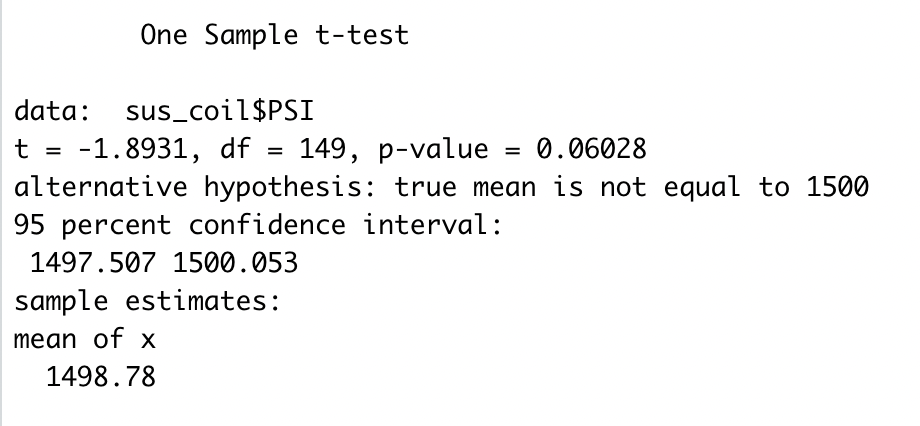 One Sample t-test
data:  sus_coil$PSI
t = -1.8931, df = 149, p-value = 0.06028
alternative hypothesis: true mean is not equal to 1500
95 percent confidence interval:
1497.507 1500.053
sample estimates:
mean of x
1498.78